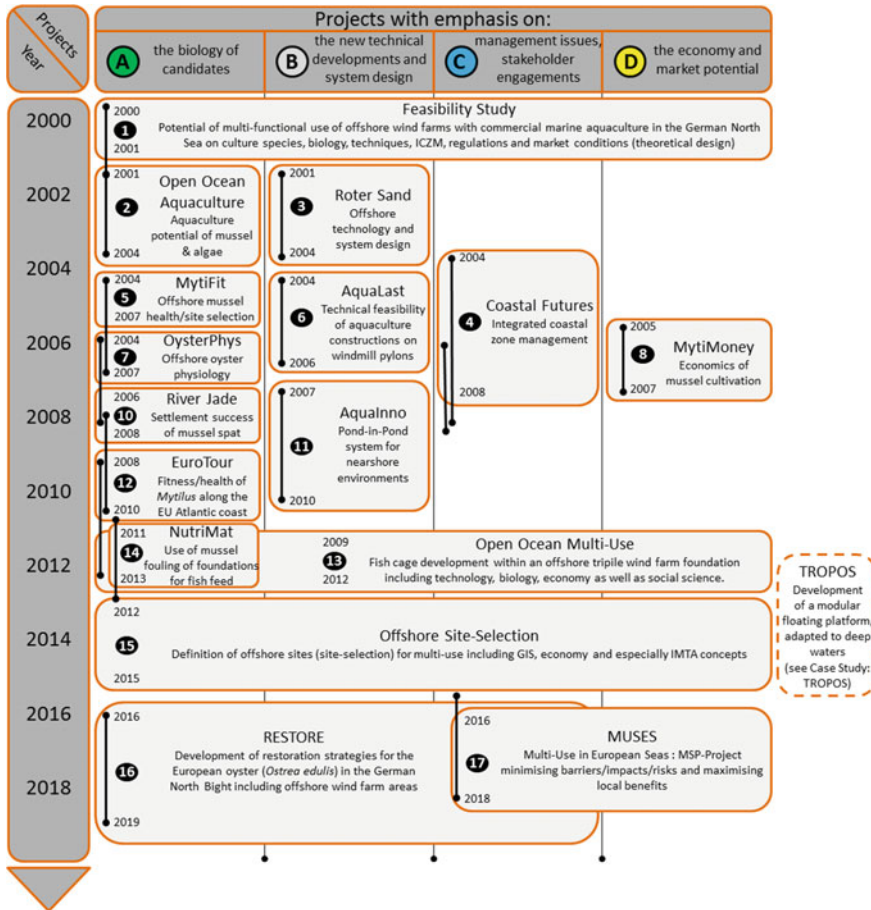 Projects
Year
Projects with emphasis on:
A
the biology of
candidates
B
the new technical
developments and
system design
C
management issues,
stakeholder
engagements
D
the economy and
market potential
2000
2002
2004
2006
2008
2010
2012
2014
2016
2018
2000
1
2001
Feasibility Study
Potential of multi-functional use of offshore wind farms with commercial marine aquaculture in the German North
Sea on culture species, biology, techniques, ICZM, regulations and market conditions (theoretical design)
2001
2
2004
Open Ocean
Aquaculture
Aquaculture
potential of mussel
& algae
2001
3
2004
Roter Sand
Offshore
technology and
system design
2004
5
2007
MytiFit
Offshore mussel
health/site selection
2004
6
2006
AquaLast
Technical feasibility
of aquaculture
constructions on
windmill pylons
2004
4
2008
Coastal Futures
Integrated coastal
zone management
2004
7
2007
OysterPhys
Offshore oyster
physiology
2005
8
2007
MytiMoney
Economics of
mussel cultivation
2006
10
2008
River Jade
Settlement success
of mussel spat
2007
11
2010
AquaInno
Pond-in-Pond
system for
nearshore
environments
2008
12
2010
EuroTour
Fitness/health of
Mytilus along the
EU Atlantic coast
2011
14
2013
NutriMat
Use of mussel
fouling of foundations
for fish feed
2009
13
2012
Open Ocean Multi-Use
Fish cage development within an offshore tripile wind farm foundation
including technology, biology, economy as well as social science.
TROPOS
Development
of a modular
floating platform,
adapted to deep
waters
(see Case Study:
TROPOS)
2012
15
2015
Offshore Site-Selection
Definition of offshore sites (site-selection) for multi-use including GIS, economy and especially IMTA concepts
2016
16
2019
RESTORE
Development of restoration strategies for the
European oyster (Ostrea edulis) in the German
North Bight including offshore wind farm areas
2016
17
2018
MUSES
Multi-Use in European Seas : MSP-Project
minimising barriers/impacts/risks and maximising
local benefits